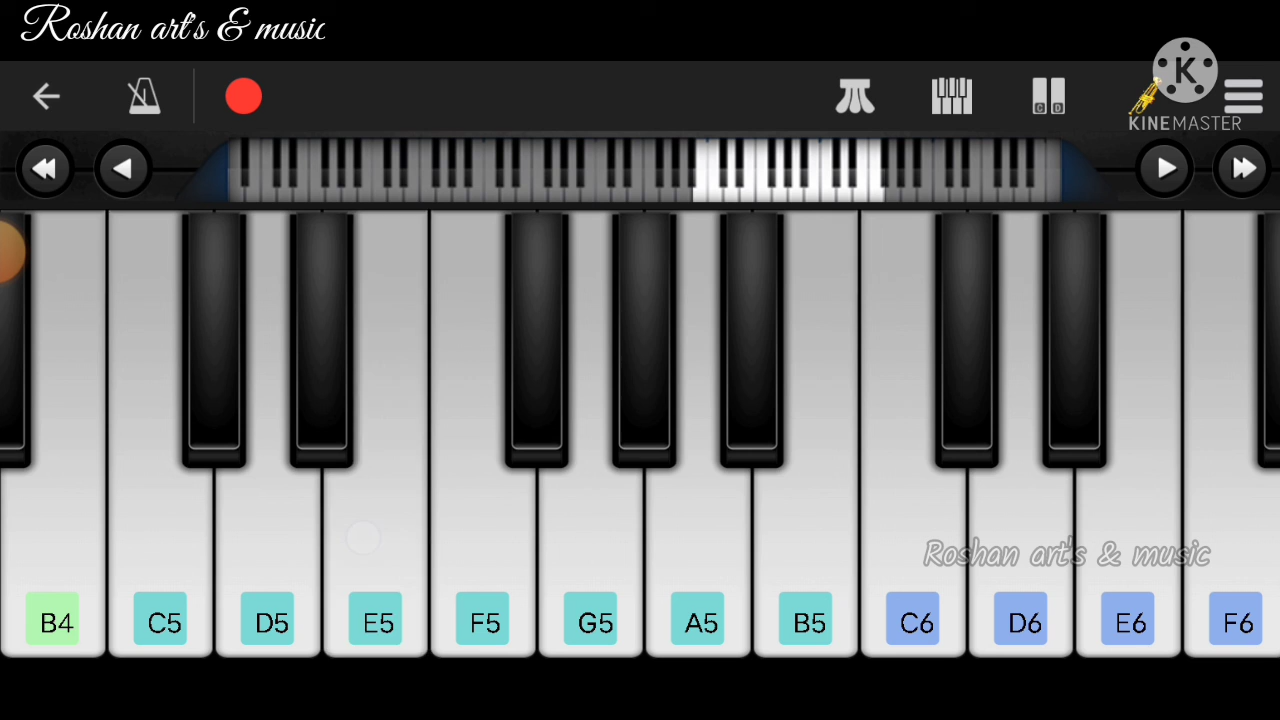 Roshan art's & music
K
KINEMASTER
C D
Roshan art's & music
B4 C5 D5 E5 F5 G5 A5 B5 C6 D6 E6 F6